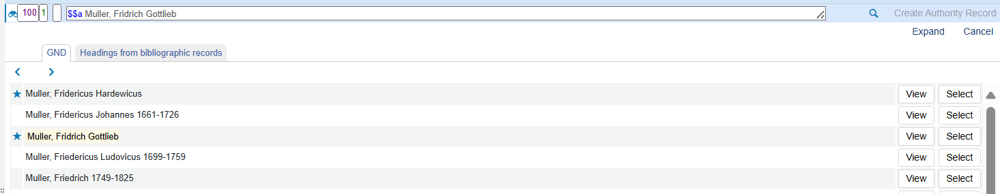 100 1 $$a Muller, Fridrich Gottlieb Create Authority Record
Expand Cancel
GND Headings from bibliographic records
Muller, Fridericus Hardewicus View Select
Muller, Fridericus Johannes 1661-1726 View Select
Muller, Fridrich Gottlieb View Select
Muller, Friedericus Ludovicus 1699-1759 View Select
Muller, Friedrich 1749-1825 View Select